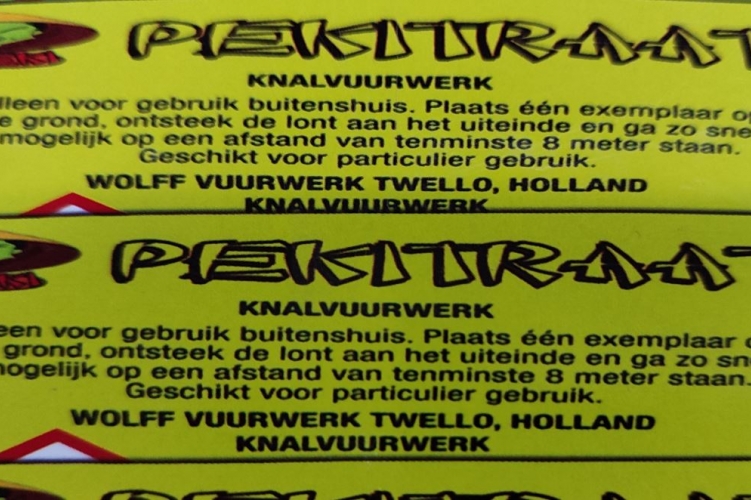 PEKITRAAT
KNALVUURWERK
lleen voor gebruik buitenshuis. Plaats één exemplaar o
e grond, ontsteek de lont aan het uiteinde en ga zo sne
mogelijk op een afstand van tenminste 8 meter staan.
Geschikt voor particulier gebruik.
WOLFF VUURWERK TWELLO, HOLLAND
KNALVUURWERK
PEKITRAAT
KNALVUURWERK
een voor gebruik buitenshuis. Plaats één exemplaar
grond, ontsteek de lont aan het uiteinde en ga zo sn
mogelijk op een afstand van tenminste 8 meter staan.
Geschikt voor particulier gebruik.
WOLFF VUURWERK TWELLO, HOLLAND
KNALVUURWERK